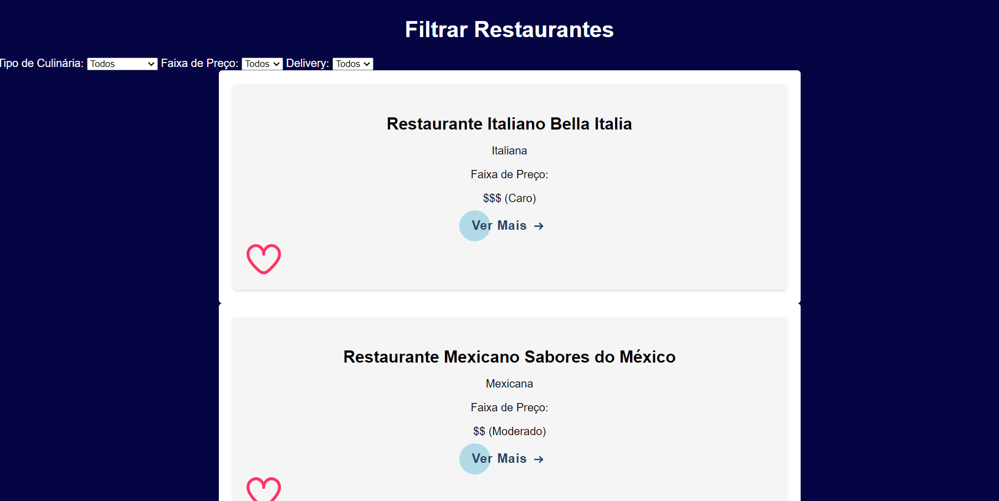 Filtrar Restaurantes
Tipo de Culinária: Todos Faixa de Preço: Todos Delivery: Todos
Restaurante Italiano Bella Italia
Italiana
Faixa de Preço:
$$$ (Caro)
Ver Mais →
Restaurante Mexicano Sabores do México
Mexicana
Faixa de Preço:
$$ (Moderado)
Ver Mais →